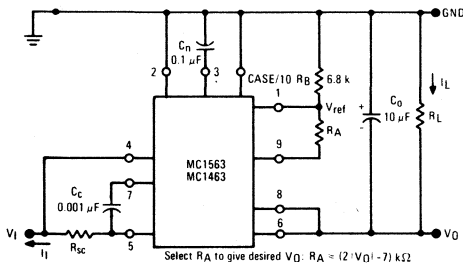 GND
Cn
0.1 µF
2
3
CASE/10 RB
6.8 k
1
Vref
RA
IL
+
-
Co
10 µF
RL
4
MC1563
MC1463
9
Cc
0.001 µF
7
8
VI
II
Rsc
5
6
VO
Select RA to give desired VO: RA ≈ (2|VO| -7) kΩ